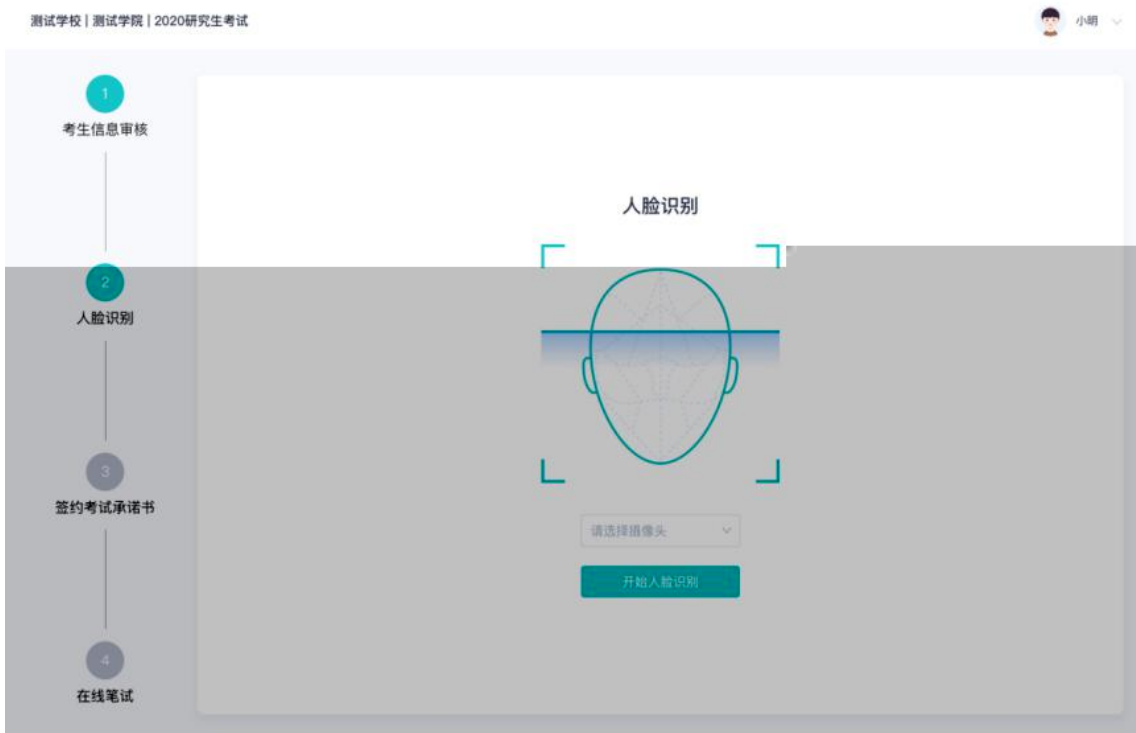 测试学校 | 测试学院 | 2020研究生考试
小明
1
考生信息审核
2
人脸识别
3
签约考试承诺书
4
在线笔试
人脸识别
请选择摄像头
开始人脸识别